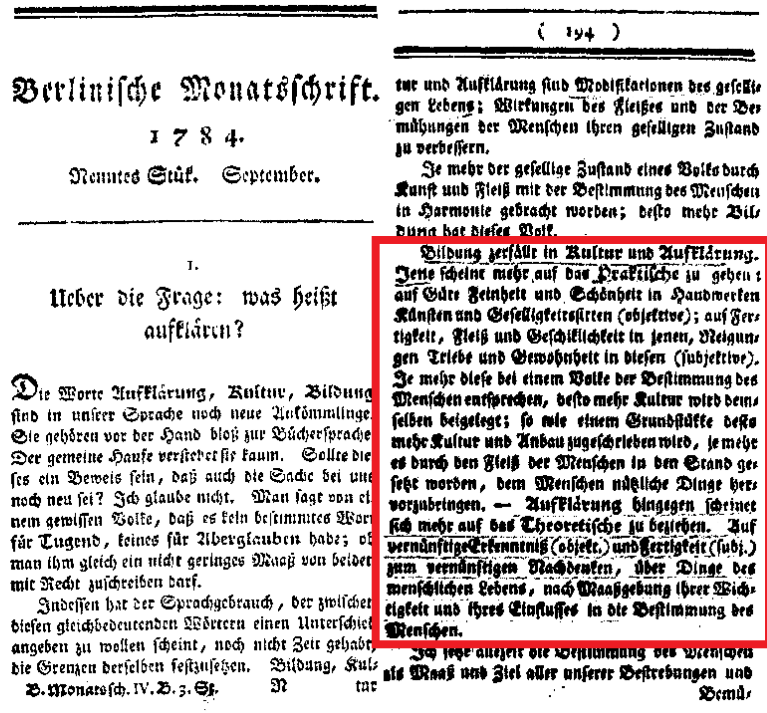 Berlinische Monatsschrift.
1784.
Neuntes Stük. September.
I.
Ueber die Frage: was heißt
aufklären?
Die Worte Aufklärung, Kultur, Bildung
sind in unsrer Sprache noch neue Ankömmlinge.
Sie gehören vor der Hand bloß zur Büchersprache.
Der gemeine Haufe verstehet sie kaum. Sollte die-
ses ein Beweis sein, daß auch die Sache bei uns
noch neu sei? Ich glaube nicht. Man sagt von ei-
nem gewissen Volke, daß es kein bestimmtes Wort
für Tugend, keines für Aberglauben habe; ob
man ihm gleich ein nicht geringes Maaß von beiden
mit Recht zuschreiben darf.
Indessen hat der Sprachgebrauch, der zwischen
diesen gleichbedeutenden Wörtern einen Unterschied
angeben zu wollen scheint, noch nicht Zeit gehabt,
die Grenzen derselben festzusetzen. Bildung, Kul-
B. Monatssch. IV. B. 3. St. N tur
( 194 )
tur und Aufklärung sind Modifikationen des geselli-
gen Lebens; Wirkungen des Fleißes und der Be-
mühungen der Menschen ihren geselligen Zustand
zu verbessern.
Je mehr der gesellige Zustand eines Volks durch
Kunst und Fleiß mit der Bestimmung des Menschen
in Harmonie gebracht worden; desto mehr Bil-
dung hat dieses Volk.
Bildung zerfällt in Kultur und Aufklärung.
Jene scheint mehr auf das Praktische zu gehen:
auf Güte Feinheit und Schönheit in Handwerken
Künsten und Geselligkeitssitten (objektive); auf Fer-
tigkeit, Fleiß und Geschiklichkeit in jenen, Neigun-
gen Triebe und Gewohnheit in diesen (subjektive).
Je mehr diese bei einem Volke der Bestimmung des
Menschen entsprechen, desto mehr Kultur wird dem-
selben beigelegt; so wie einem Grundstükke desto
mehr Kultur und Anbau zugeschrieben wird, je mehr
es durch den Fleiß der Menschen in den Stand ge-
setzt worden, dem Menschen nützliche Dinge her-
vorzubringen. — Aufklärung hingegen scheinet
sich mehr auf das Theoretische zu beziehen. Auf
vernünftige Erkenntniß (objekt.) und Fertigkeit (subj.)
zum vernünftigen Nachdenken, über Dinge des
menschlichen Lebens, nach Maaßgebung ihrer Wich-
tigkeit und ihres Einflusses in die Bestimmung des
Menschen.
Ich setze allezeit die Bestimmung des Menschen
als Maaß und Ziel aller unserer Bestrebungen und
Bemü-